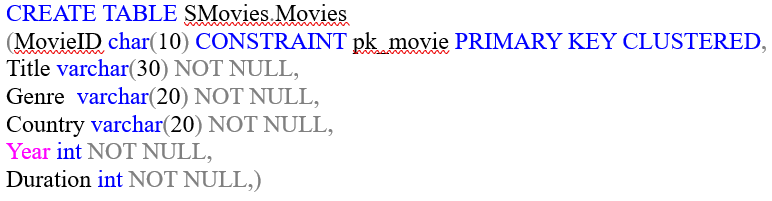 CREATE TABLE SMovies.Movies
(MovieID char(10) CONSTRAINT pk_movie PRIMARY KEY CLUSTERED,
Title varchar(30) NOT NULL,
Genre  varchar(20) NOT NULL,
Country varchar(20) NOT NULL,
Year int NOT NULL,
Duration int NOT NULL,)